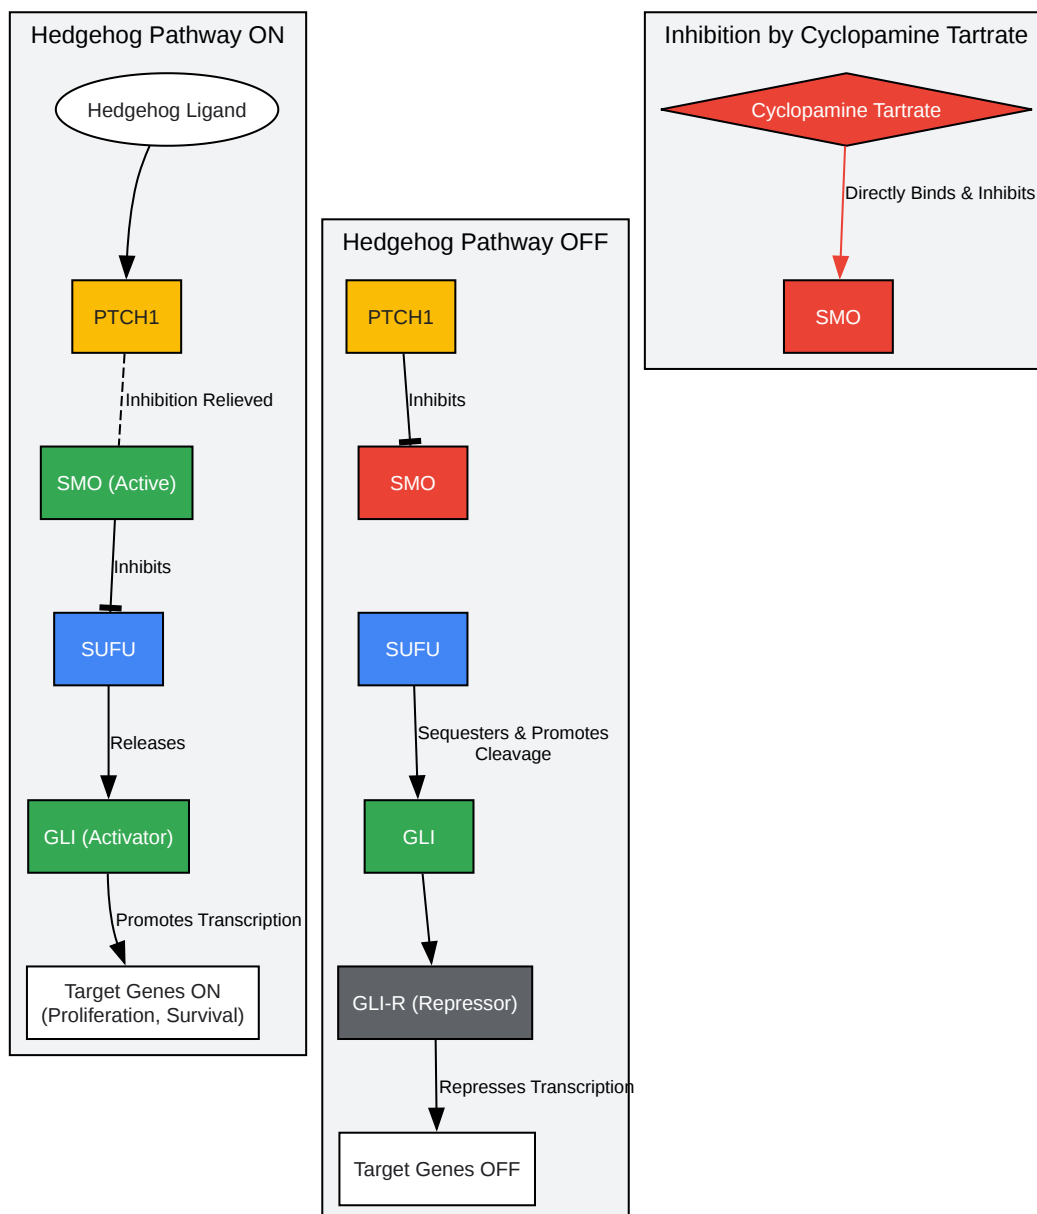 Hedgehog Pathway ON
Hedgehog Ligand
PTCH1
Inhibition Relieved
SMO (Active)
Inhibits
SUFU
Releases
GLI (Activator)
Promotes Transcription
Target Genes ON
(Proliferation, Survival)
Hedgehog Pathway OFF
PTCH1
Inhibits
SMO
SUFU
Sequesters & Promotes
Cleavage
GLI
GLI-R (Repressor)
Represses Transcription
Target Genes OFF
Inhibition by Cyclopamine Tartrate
Cyclopamine Tartrate
Directly Binds & Inhibits
SMO